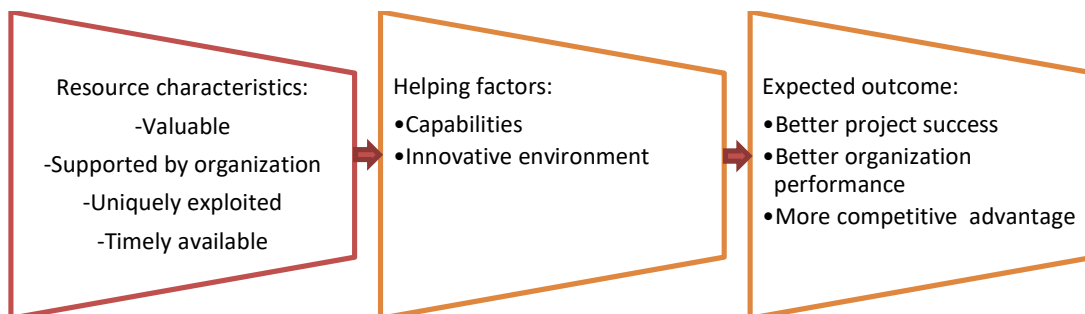 Resource characteristics:
-Valuable
-Supported by organization
-Uniquely exploited
-Timely available
Helping factors:
•Capabilities
•Innovative environment
Expected outcome:
•Better project success
•Better organization
performance
•More competitive advantage